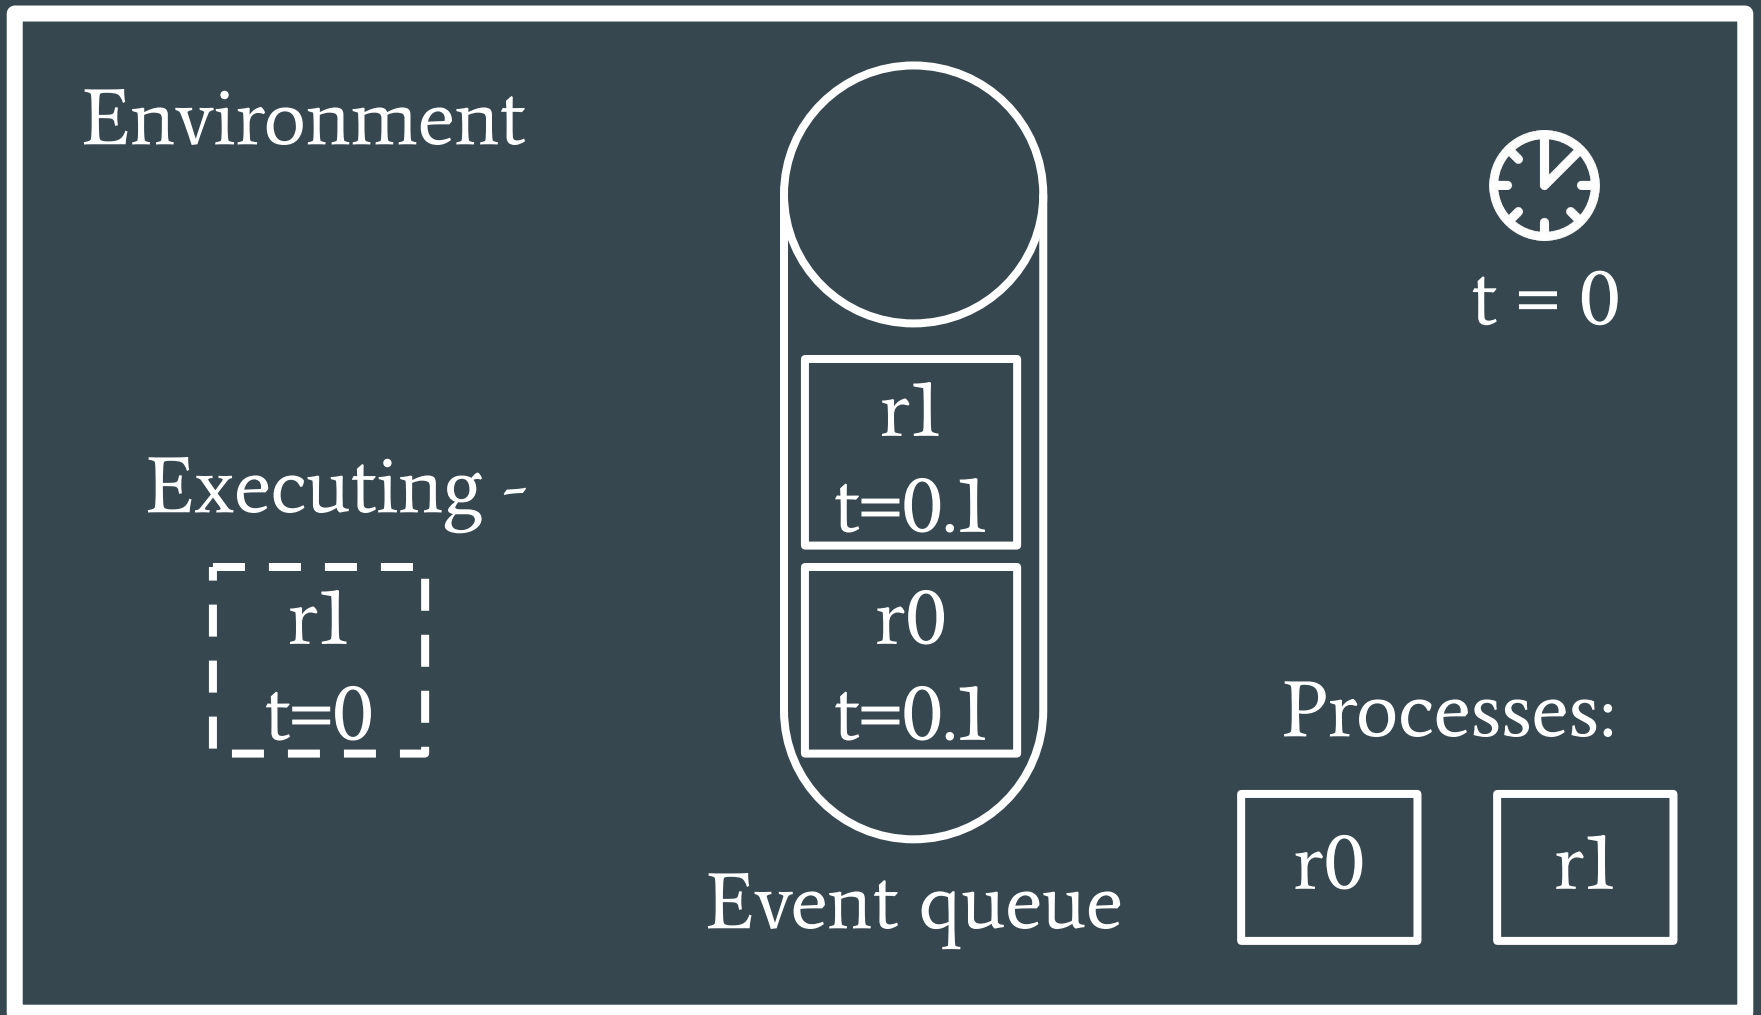 Environment
t = 0
Executing -
r1
t=0
r1
t=0.1
r0
t=0.1
Event queue
Processes:
r0
r1